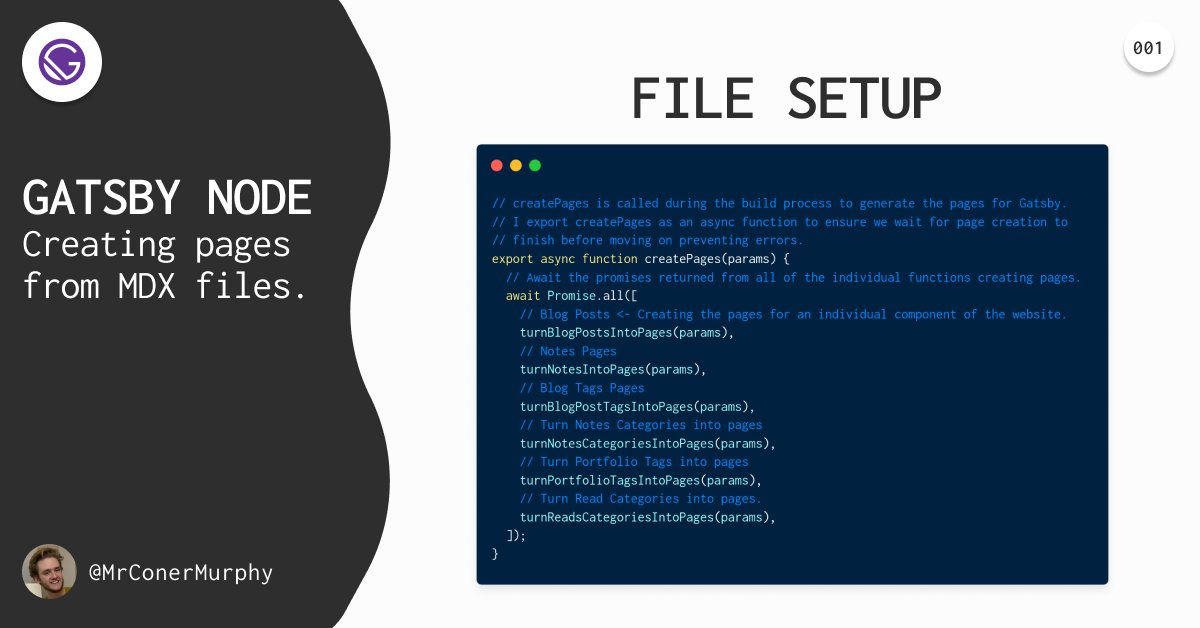 GATSBY NODE
Creating pages
from MDX files.
@MrConerMurphy
001
FILE SETUP
// createPages is called during the build process to generate the pages for Gatsby.
// I export createPages as an async function to ensure we wait for page creation to
// finish before moving on preventing errors.
export async function createPages(params) {
  // Await the promises returned from all of the individual functions creating pages.
  await Promise.all([
    // Blog Posts <- Creating the pages for an individual component of the website.
    turnBlogPostsIntoPages(params),
    // Notes Pages
    turnNotesIntoPages(params),
    // Blog Tags Pages
    turnBlogPostTagsIntoPages(params),
    // Turn Notes Categories into pages
    turnNotesCategoriesIntoPages(params),
    // Turn Portfolio Tags into pages
    turnPortfolioTagsIntoPages(params),
    // Turn Read Categories into pages.
    turnReadsCategoriesIntoPages(params),
  ]);
}